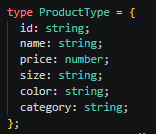 type ProductType = {
  id: string;
  name: string;
  price: number;
  size: string;
  color: string;
  category: string;
};